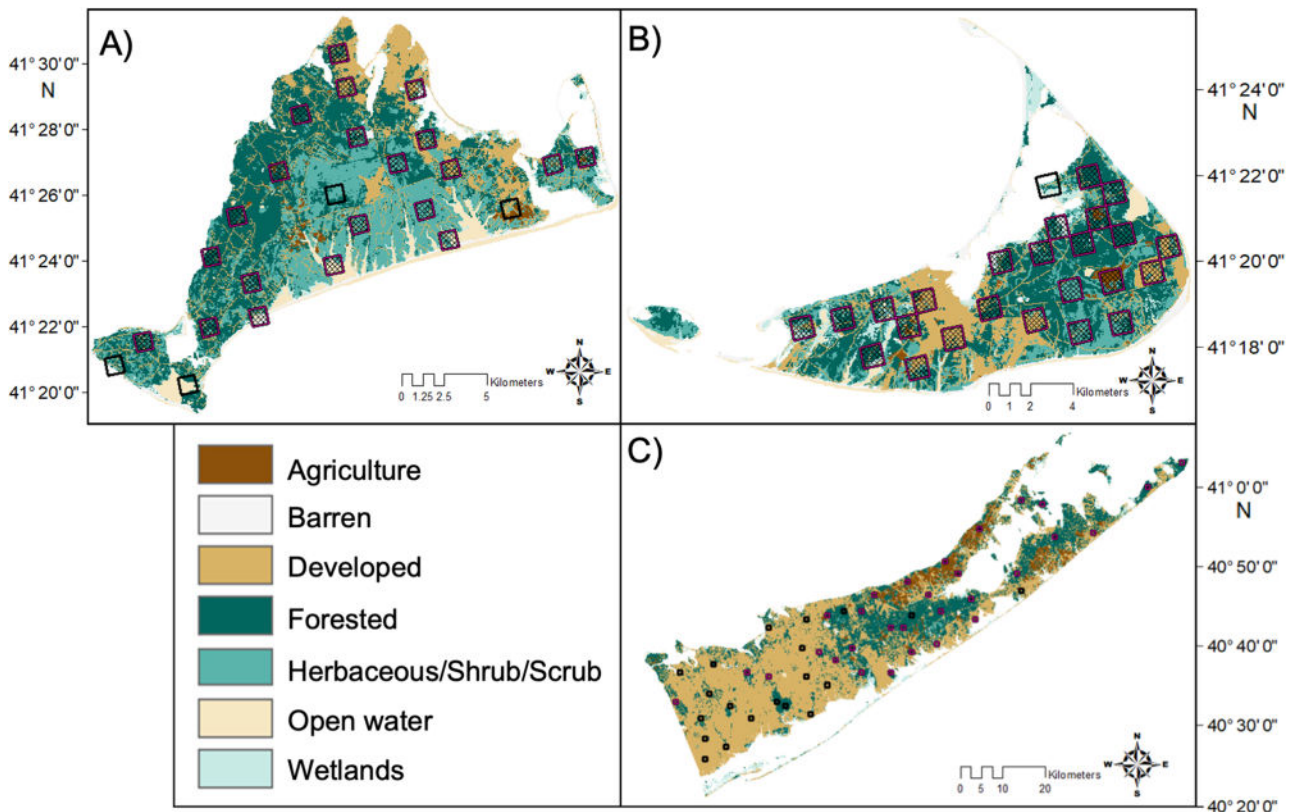 A)
41° 30' 0"
N
41° 28' 0"
41° 26' 0"
41° 24' 0"
41° 22' 0"
41° 20' 0"
N
W E
S
Kilometers
0 1.25 2.5 5
B)
41° 24' 0"
N
41° 22' 0"
41° 20' 0"
41° 18' 0"
N
W E
S
Kilometers
0 1 2 4
Agriculture
Barren
Developed
Forested
Herbaceous/Shrub/Scrub
Open water
Wetlands
C)
41° 0' 0"
N
40° 50' 0"
40° 40' 0"
40° 30' 0"
40° 20' 0"
N
W E
S
Kilometers
0 5 10 20